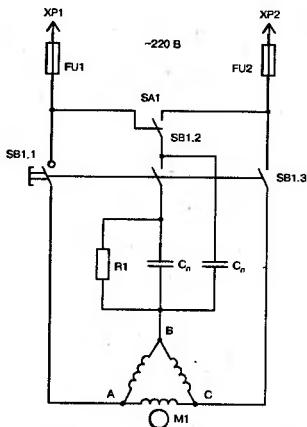 XP1
XP2
~220 В
FU1
FU2
SA1
SB1.2
SB1.1
SB1.3
R1
Cп
Cп
B
A
C
M1